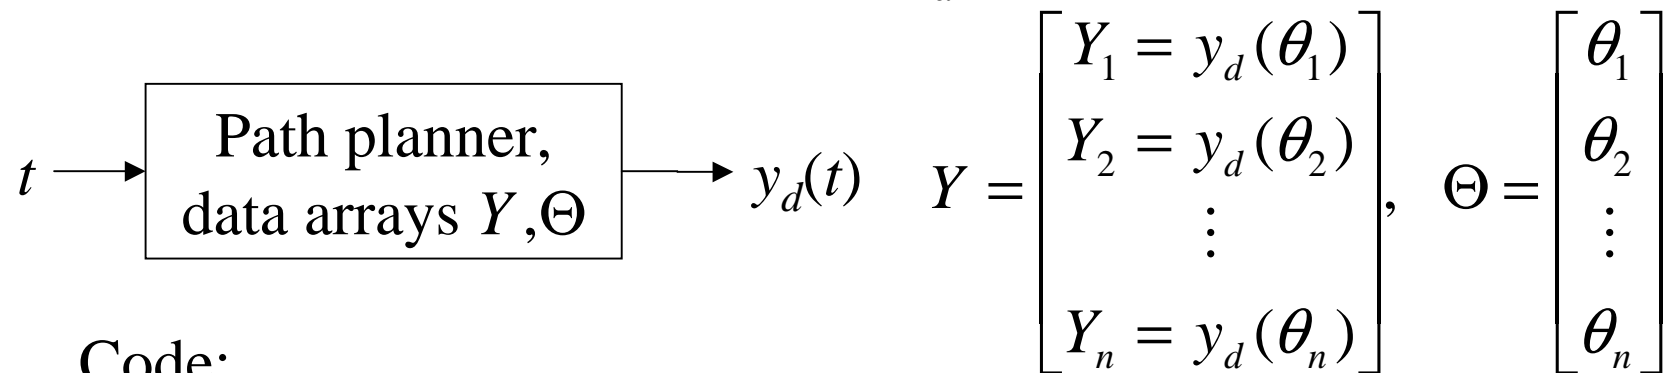 t
Path planner,
data arrays Y ,Θ
y_d(t)
Y = [ Y_1 = y_d (θ_1)
Y_2 = y_d (θ_2)
⋮
Y_n = y_d (θ_n) ] , Θ = [ θ_1
θ_2
⋮
θ_n ]
Code: